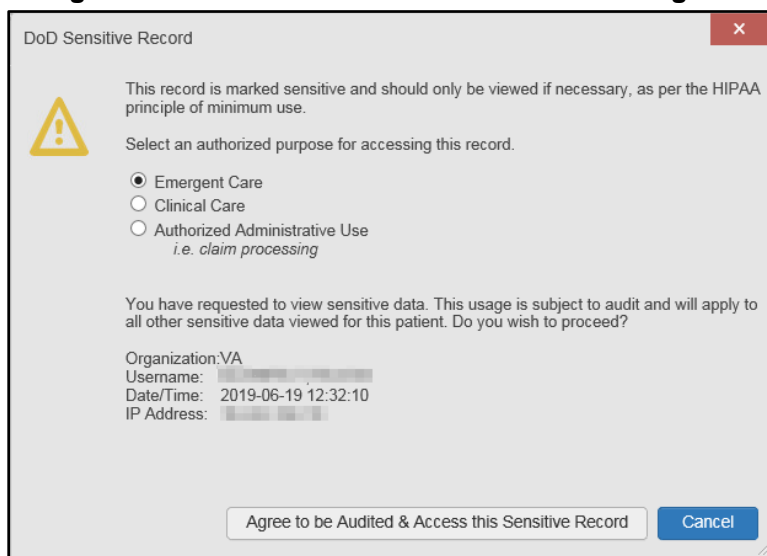 DoD Sensitive Record
This record is marked sensitive and should only be viewed if necessary, as per the HIPAA
principle of minimum use.
Select an authorized purpose for accessing this record.
Emergent Care
Clinical Care
Authorized Administrative Use
i.e. claim processing
You have requested to view sensitive data. This usage is subject to audit and will apply to
all other sensitive data viewed for this patient. Do you wish to proceed?
Organization:VA
Username:
Date/Time: 2019-06-19 12:32:10
IP Address:
Agree to be Audited & Access this Sensitive Record
Cancel